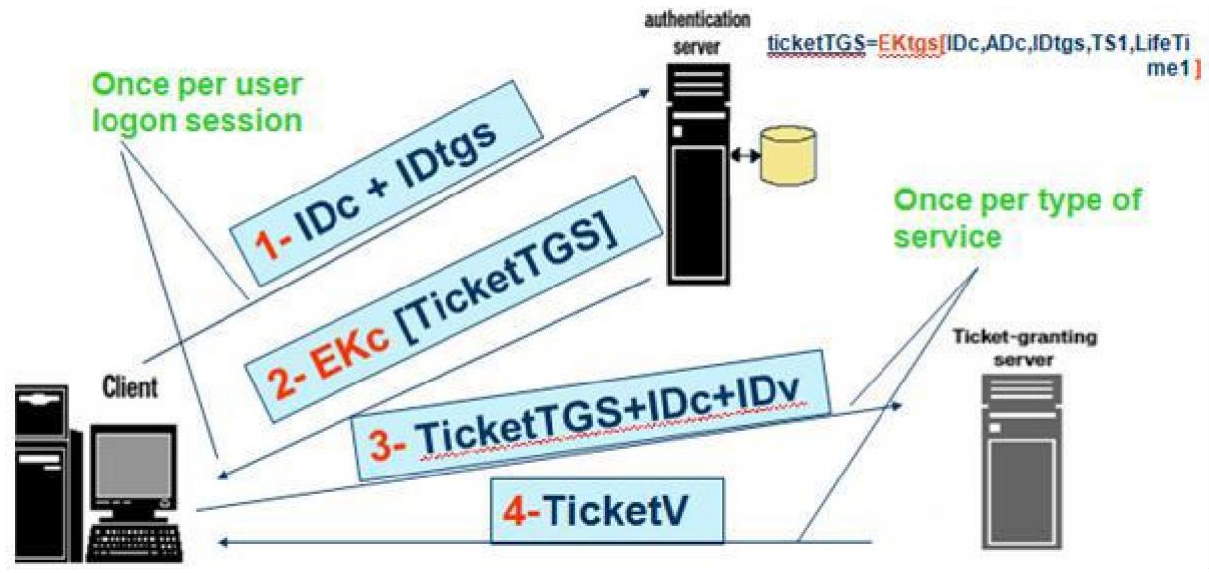 authentication
server
ticketTGS=EKtgs[IDc,ADc,IDtgs,TS1,LifeTi
me1]
Once per user
logon session
1- IDc + IDtgs
Once per type of
service
2- EKc [TicketTGS]
Ticket-granting
server
Client
3- TicketTGS+IDc+IDv
4-TicketV